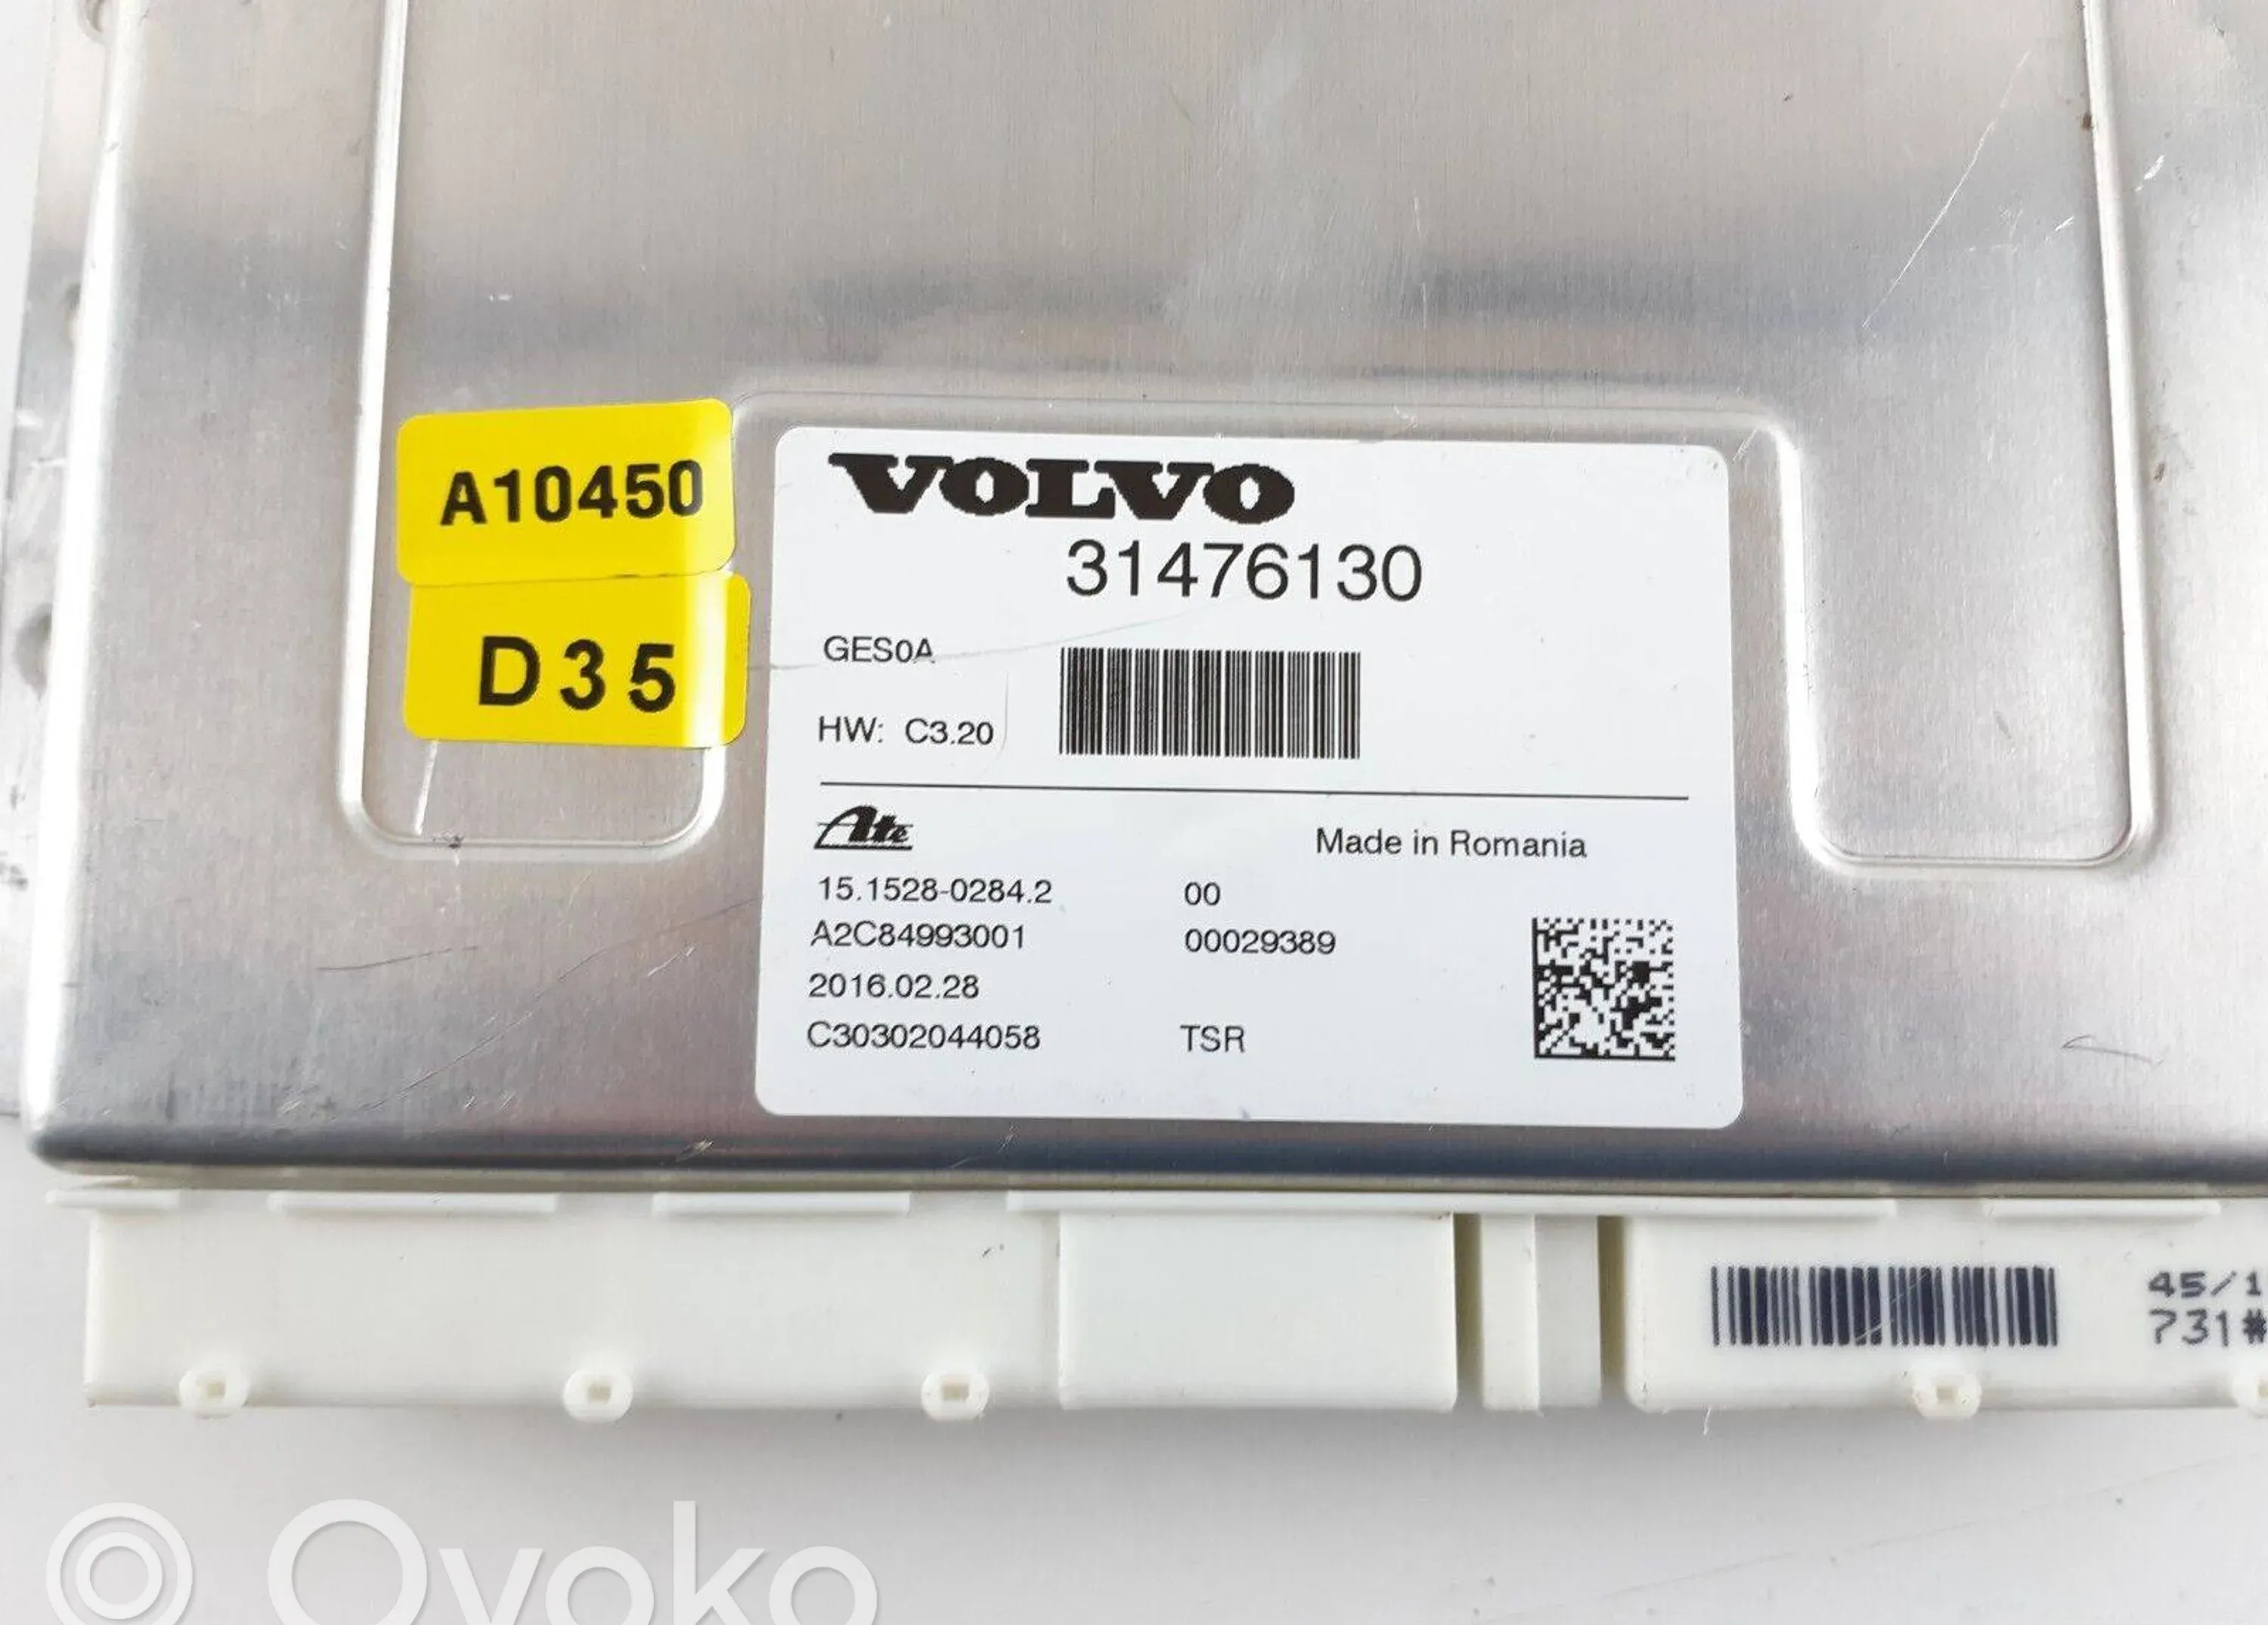 A10450
D35
VOLVO
31476130
GES0A
HW: C3.20
Ate
Made in Romania
15.1528-0284.2 00
A2C84993001 00029389
2016.02.28
C30302044058 TSR
45/1
731#
Ovoko